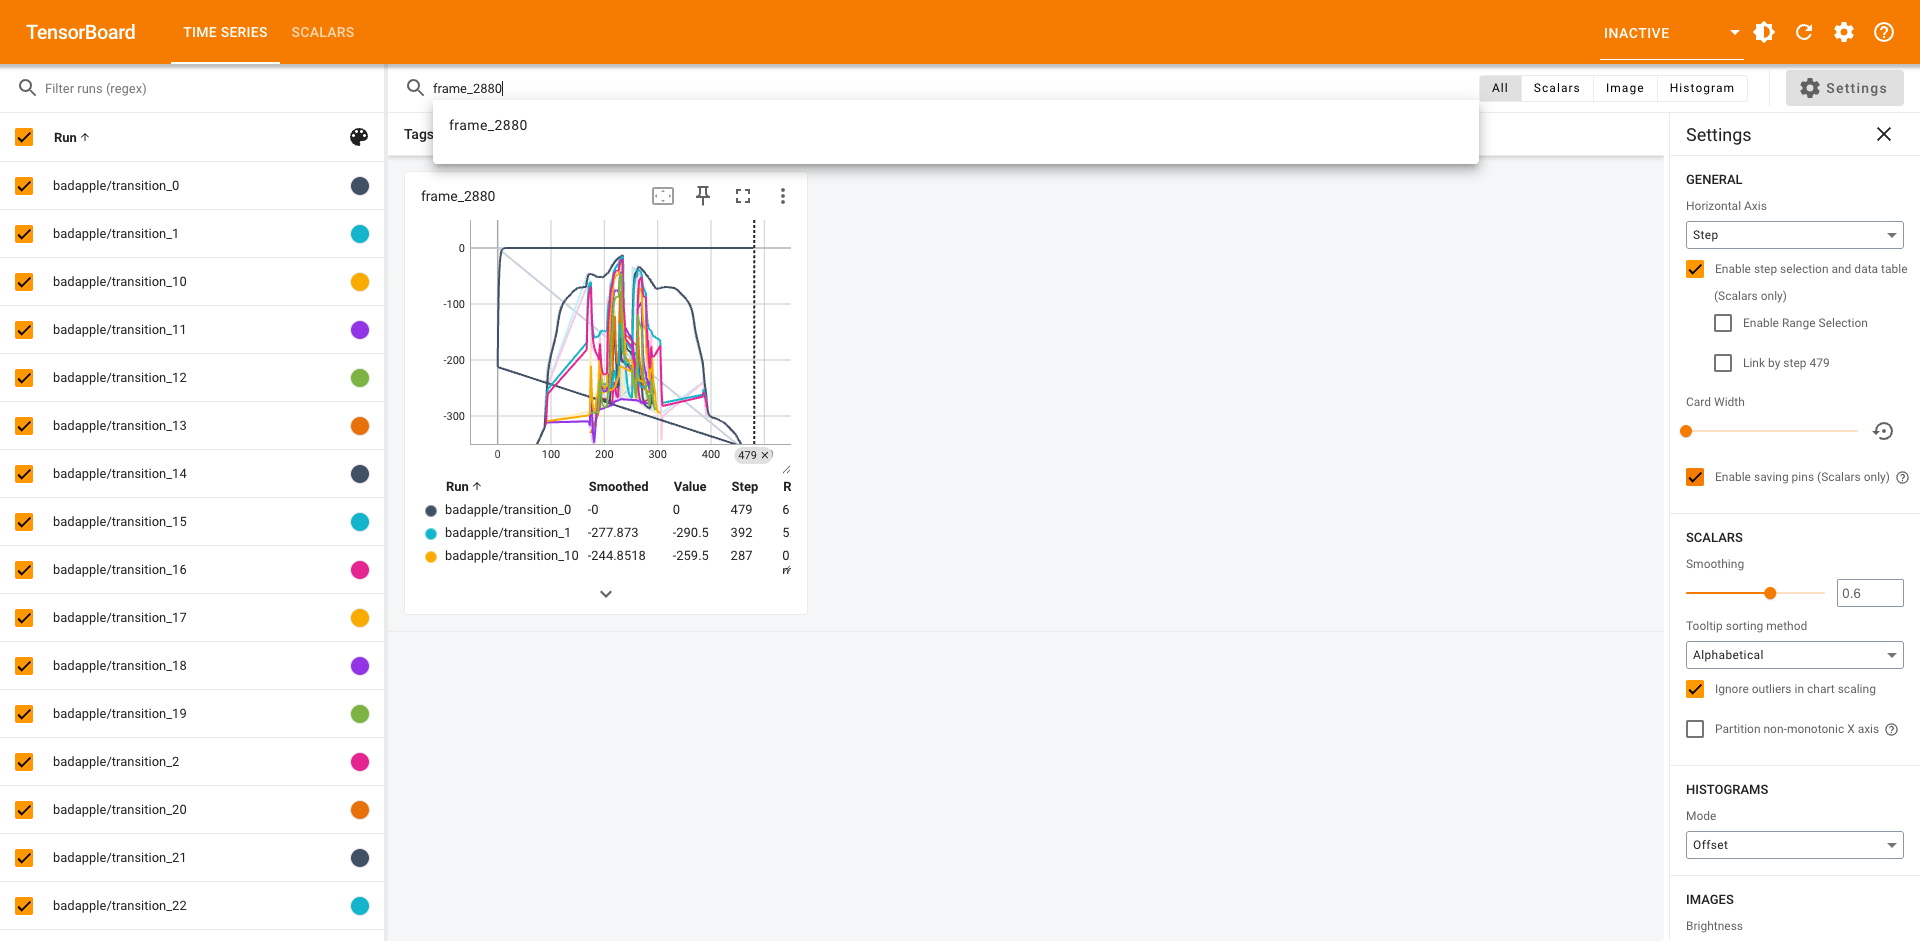 TensorBoard TIME SERIES SCALARS INACTIVE
Filter runs (regex)
Run
badapple/transition_0
badapple/transition_1
badapple/transition_10
badapple/transition_11
badapple/transition_12
badapple/transition_13
badapple/transition_14
badapple/transition_15
badapple/transition_16
badapple/transition_17
badapple/transition_18
badapple/transition_19
badapple/transition_2
badapple/transition_20
badapple/transition_21
badapple/transition_22
frame_2880
All Scalars Image Histogram Settings
frame_2880
Tags
frame_2880
0
-100
-200
-300
0 100 200 300 400 479
Run Smoothed Value Step R
badapple/transition_0 -0 0 479 6
badapple/transition_1 -277.873 -290.5 392 5
badapple/transition_10 -244.8518 -259.5 287 0
Settings
GENERAL
Horizontal Axis
Step
Enable step selection and data table
(Scalars only)
Enable Range Selection
Link by step 479
Card Width
Enable saving pins (Scalars only)
SCALARS
Smoothing
0.6
Tooltip sorting method
Alphabetical
Ignore outliers in chart scaling
Partition non-monotonic X axis
HISTOGRAMS
Mode
Offset
IMAGES
Brightness